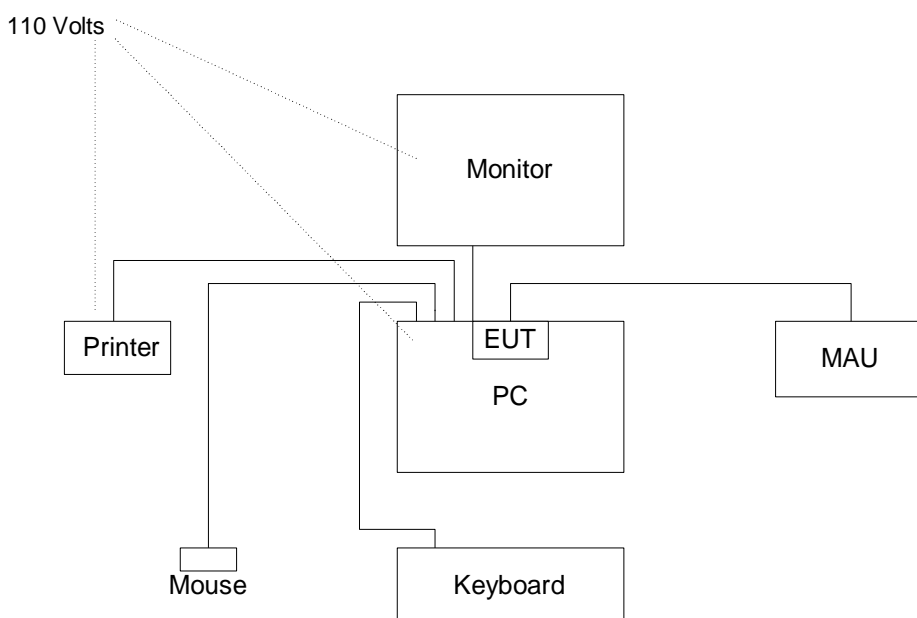 110 Volts
Monitor
Printer
EUT
MAU
PC
Mouse
Keyboard